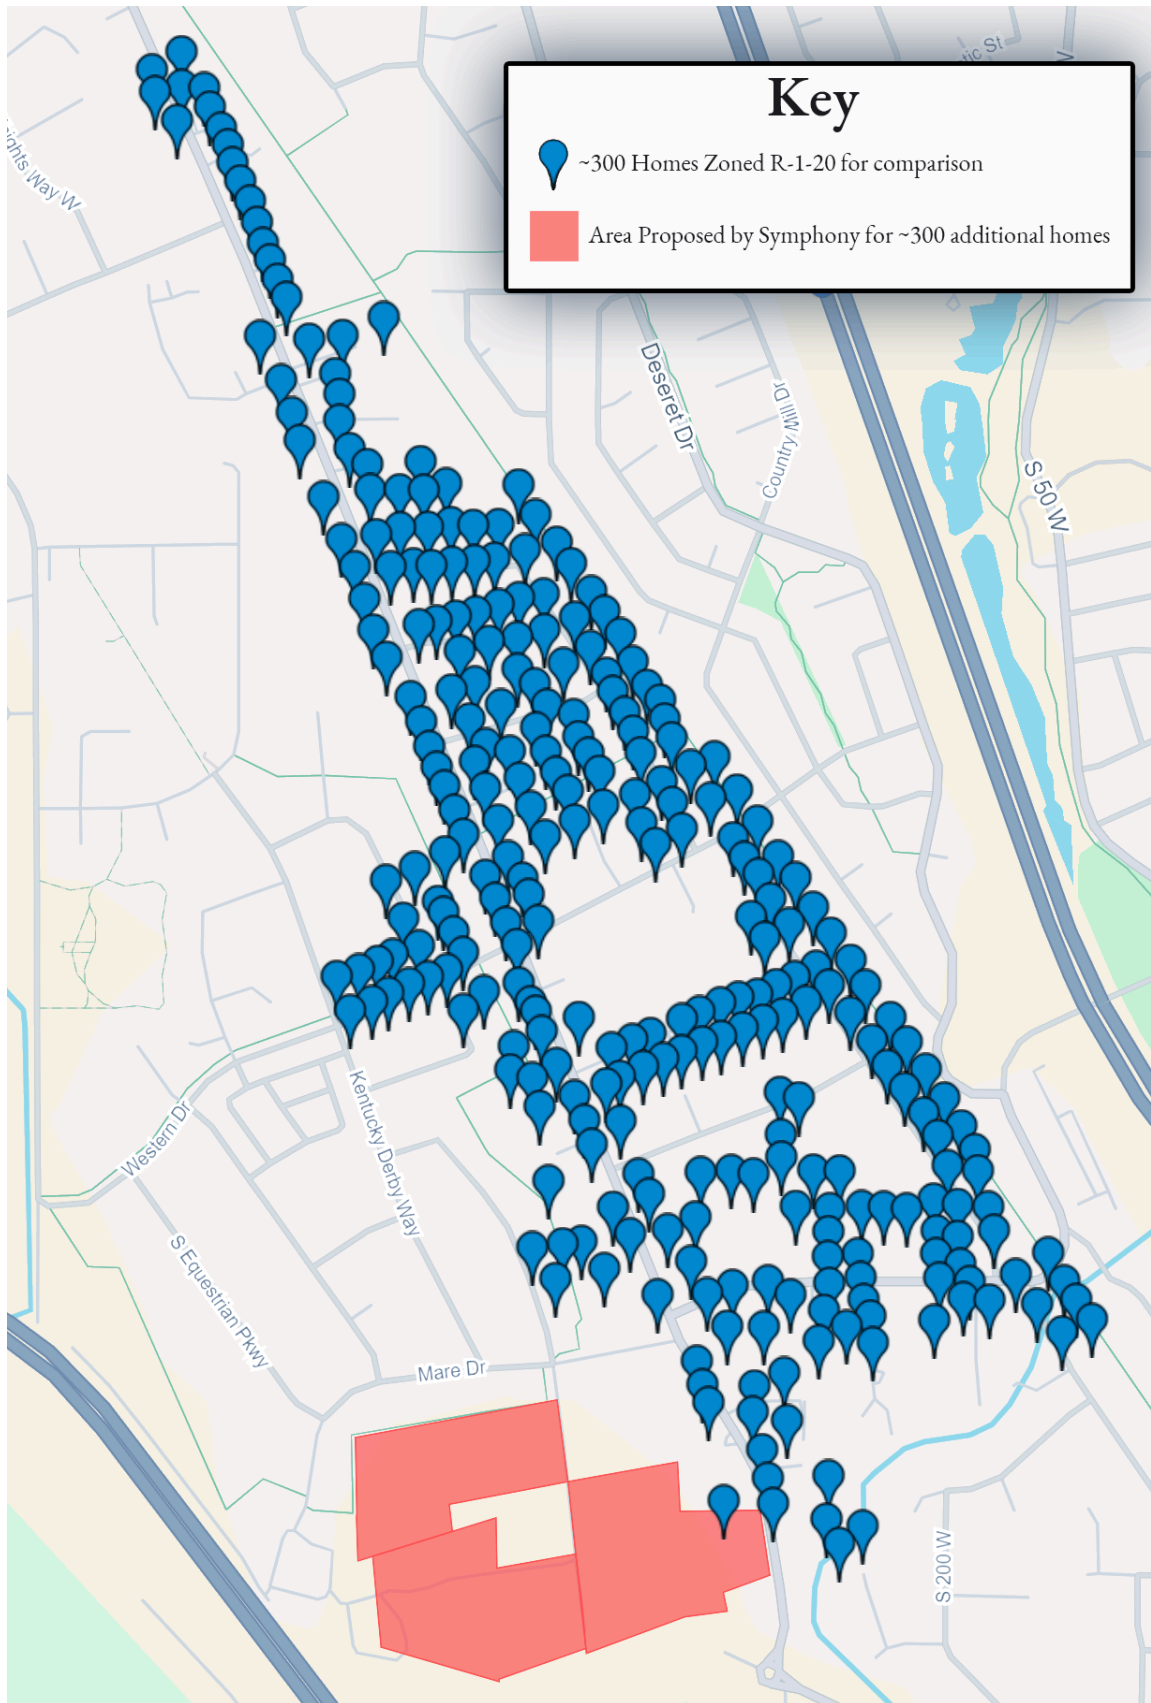 Key
~300 Homes Zoned R-1-20 for comparison
Area Proposed by Symphony for ~300 additional homes
Way W
Deseret Dr
Country Mill Dr
S 50 W
Western Dr
Kentucky Derby Way
S Equestrian Pkwy
Mare Dr
S 200 W